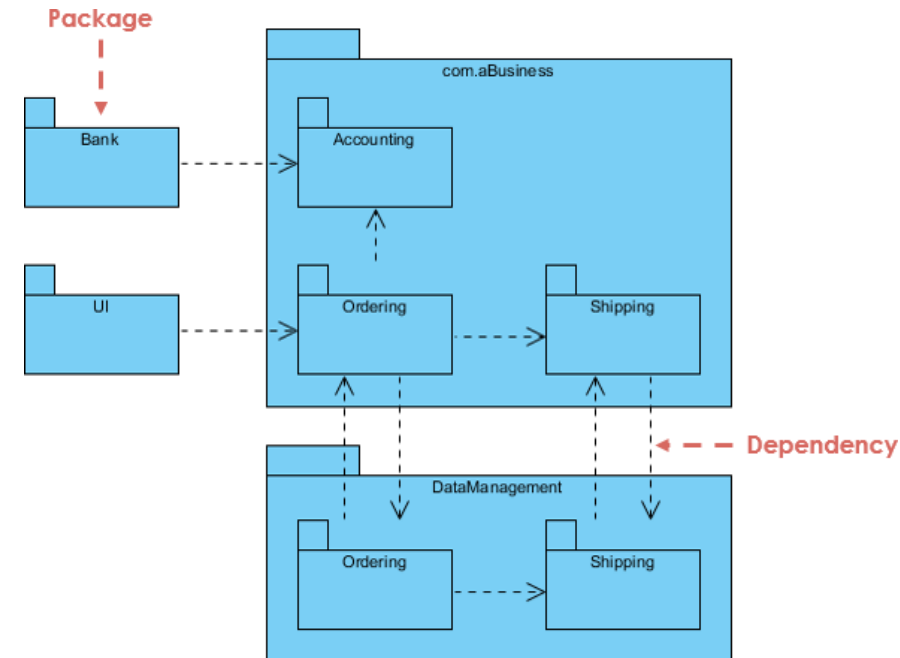 Package
com.aBusiness
Bank
Accounting
UI
Ordering
Shipping
Dependency
DataManagement
Ordering
Shipping